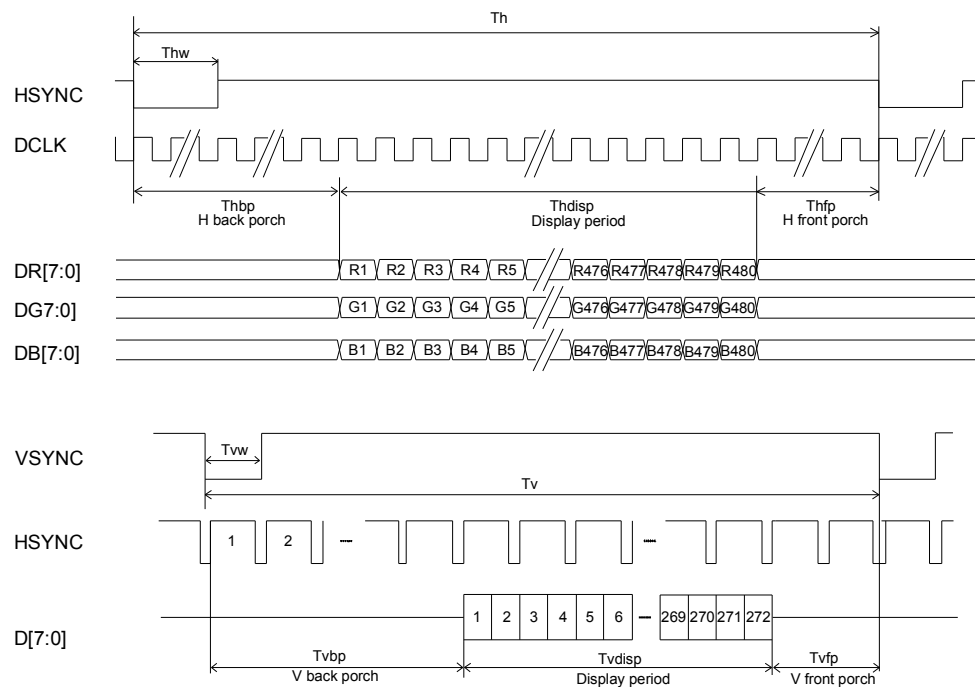 Th
Thw
HSYNC
DCLK
Thbp
H back porch
Thdisp
Display period
Thfp
H front porch
DR[7:0] R1 R2 R3 R4 R5 R476 R477 R478 R479 R480
DG7:0] G1 G2 G3 G4 G5 G476 G477 G478 G479 G480
DB[7:0] B1 B2 B3 B4 B5 B476 B477 B478 B479 B480
VSYNC
Tvw
Tv
HSYNC 1 2
D[7:0] 1 2 3 4 5 6 269 270 271 272
Tvbp
V back porch
Tvdisp
Display period
Tvfp
V front porch